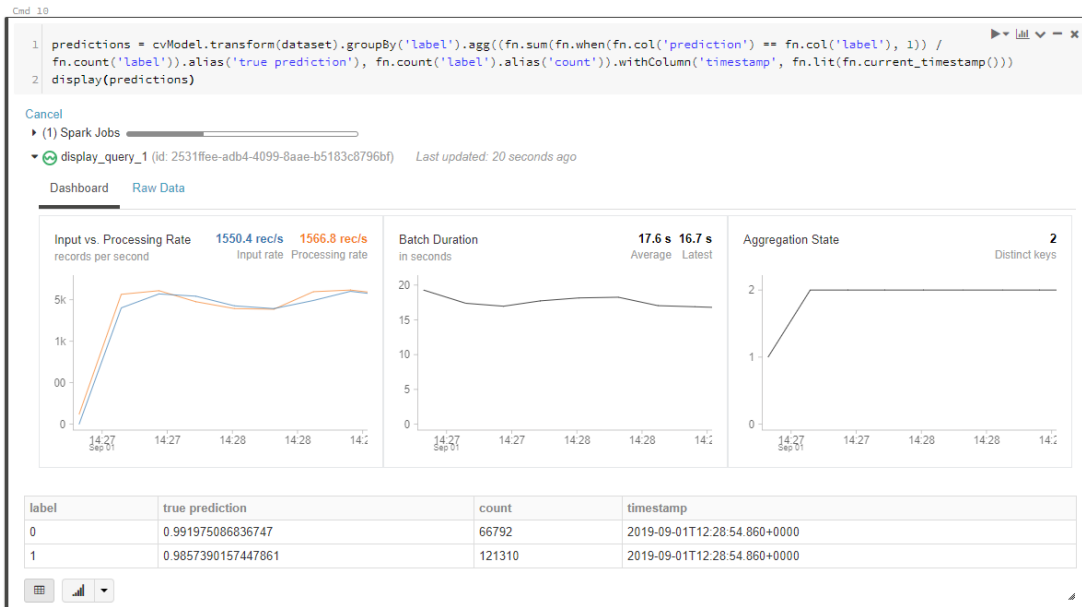 Cmd 10
1 predictions = cvModel.transform(dataset).groupBy('label').agg((fn.sum(fn.when(fn.col('prediction') == fn.col('label'), 1)) /
fn.count('label')).alias('true prediction'), fn.count('label').alias('count')).withColumn('timestamp', fn.lit(fn.current_timestamp()))
2 display(predictions)
Cancel
(1) Spark Jobs
display_query_1 (id: 2531ffee-adb4-4099-8aae-b5183c8796bf) Last updated: 20 seconds ago
Dashboard Raw Data
Input vs. Processing Rate 1550.4 rec/s 1566.8 rec/s
records per second Input rate Processing rate
5k
1k
00
0
14:27 14:27 14:28 14:28 14:2
Sep 01
Batch Duration 17.6 s 16.7 s
in seconds Average Latest
20
15
10
5
0
14:27 14:27 14:28 14:28 14:2
Sep 01
Aggregation State 2
Distinct keys
2
1
0
14:27 14:27 14:28 14:28 14:2
Sep 01
label true prediction count timestamp
0 0.991975086836747 66792 2019-09-01T12:28:54.860+0000
1 0.9857390157447861 121310 2019-09-01T12:28:54.860+0000